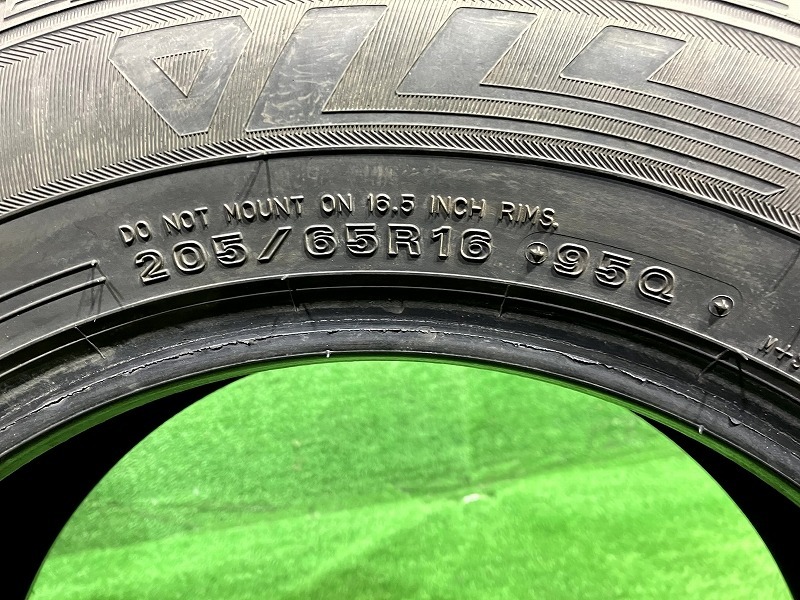 DO NOT MOUNT ON 16.5 INCH RIMS.
205/65R16 95Q